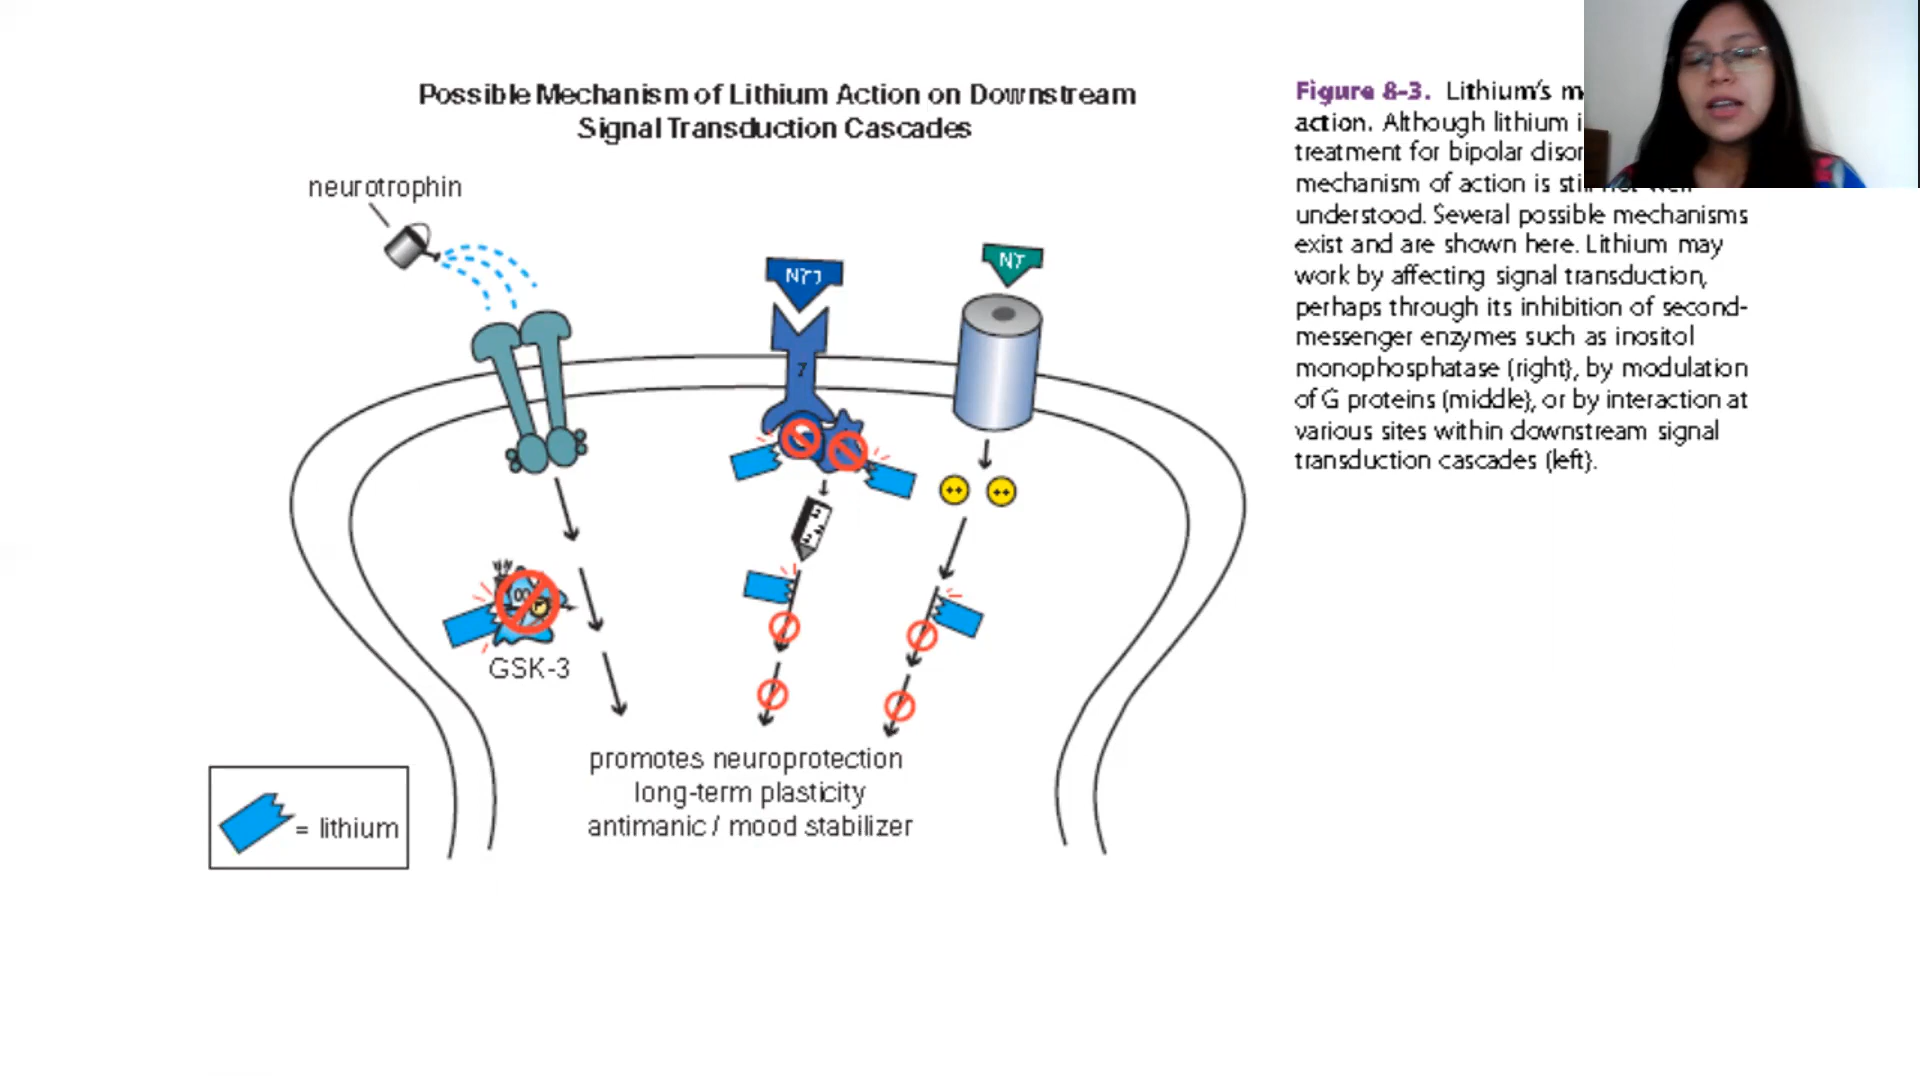 Possible Mechanism of Lithium Action on Downstream
Signal Transduction Cascades
neurotrophin
NT
7
GSK-3
promotes neuroprotection
long-term plasticity
antimanic / mood stabilizer
= lithium
Figure 8-3. Lithium's
action. Although lithium
treatment for bipolar
mechanism of action is
understood. Several possible mechanisms
exist and are shown here. Lithium may
work by affecting signal transduction,
perhaps through its inhibition of second-
messenger enzymes such as inositol
monophosphatase (right), by modulation
of G proteins (middle), or by interaction at
various sites within downstream signal
transduction cascades (left).